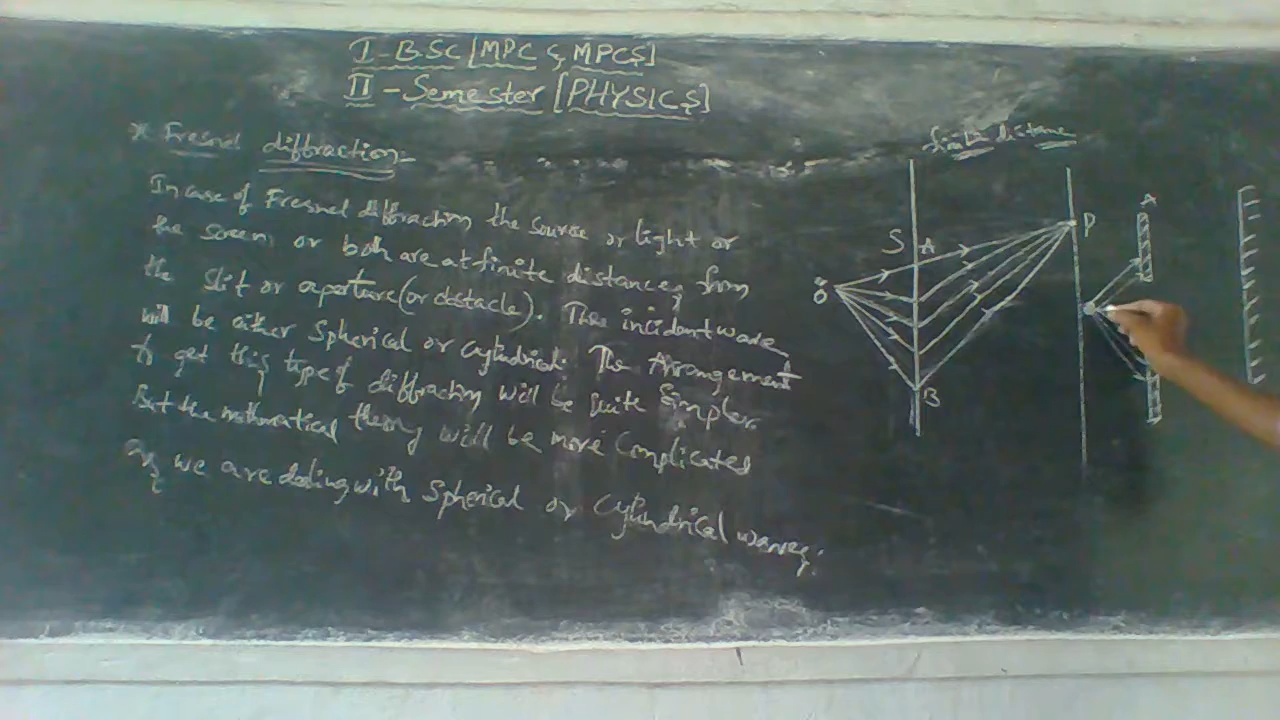 I - B.Sc [MPC & MPCS]
II - Semester [PHYSICS]
* Fresnel diffraction -
In case of Fresnel diffraction the source or light or
the screen or both are at finite distances from
the slit or aperture (or obstacle). The incident wave
will be either spherical or cylindrical. The Arrangement
to get this type of diffraction will be quite simpler.
But the mathematical theory will be more complicated
as we are dealing with spherical or cylindrical waves.
finite distance
S A
P
O
B
A